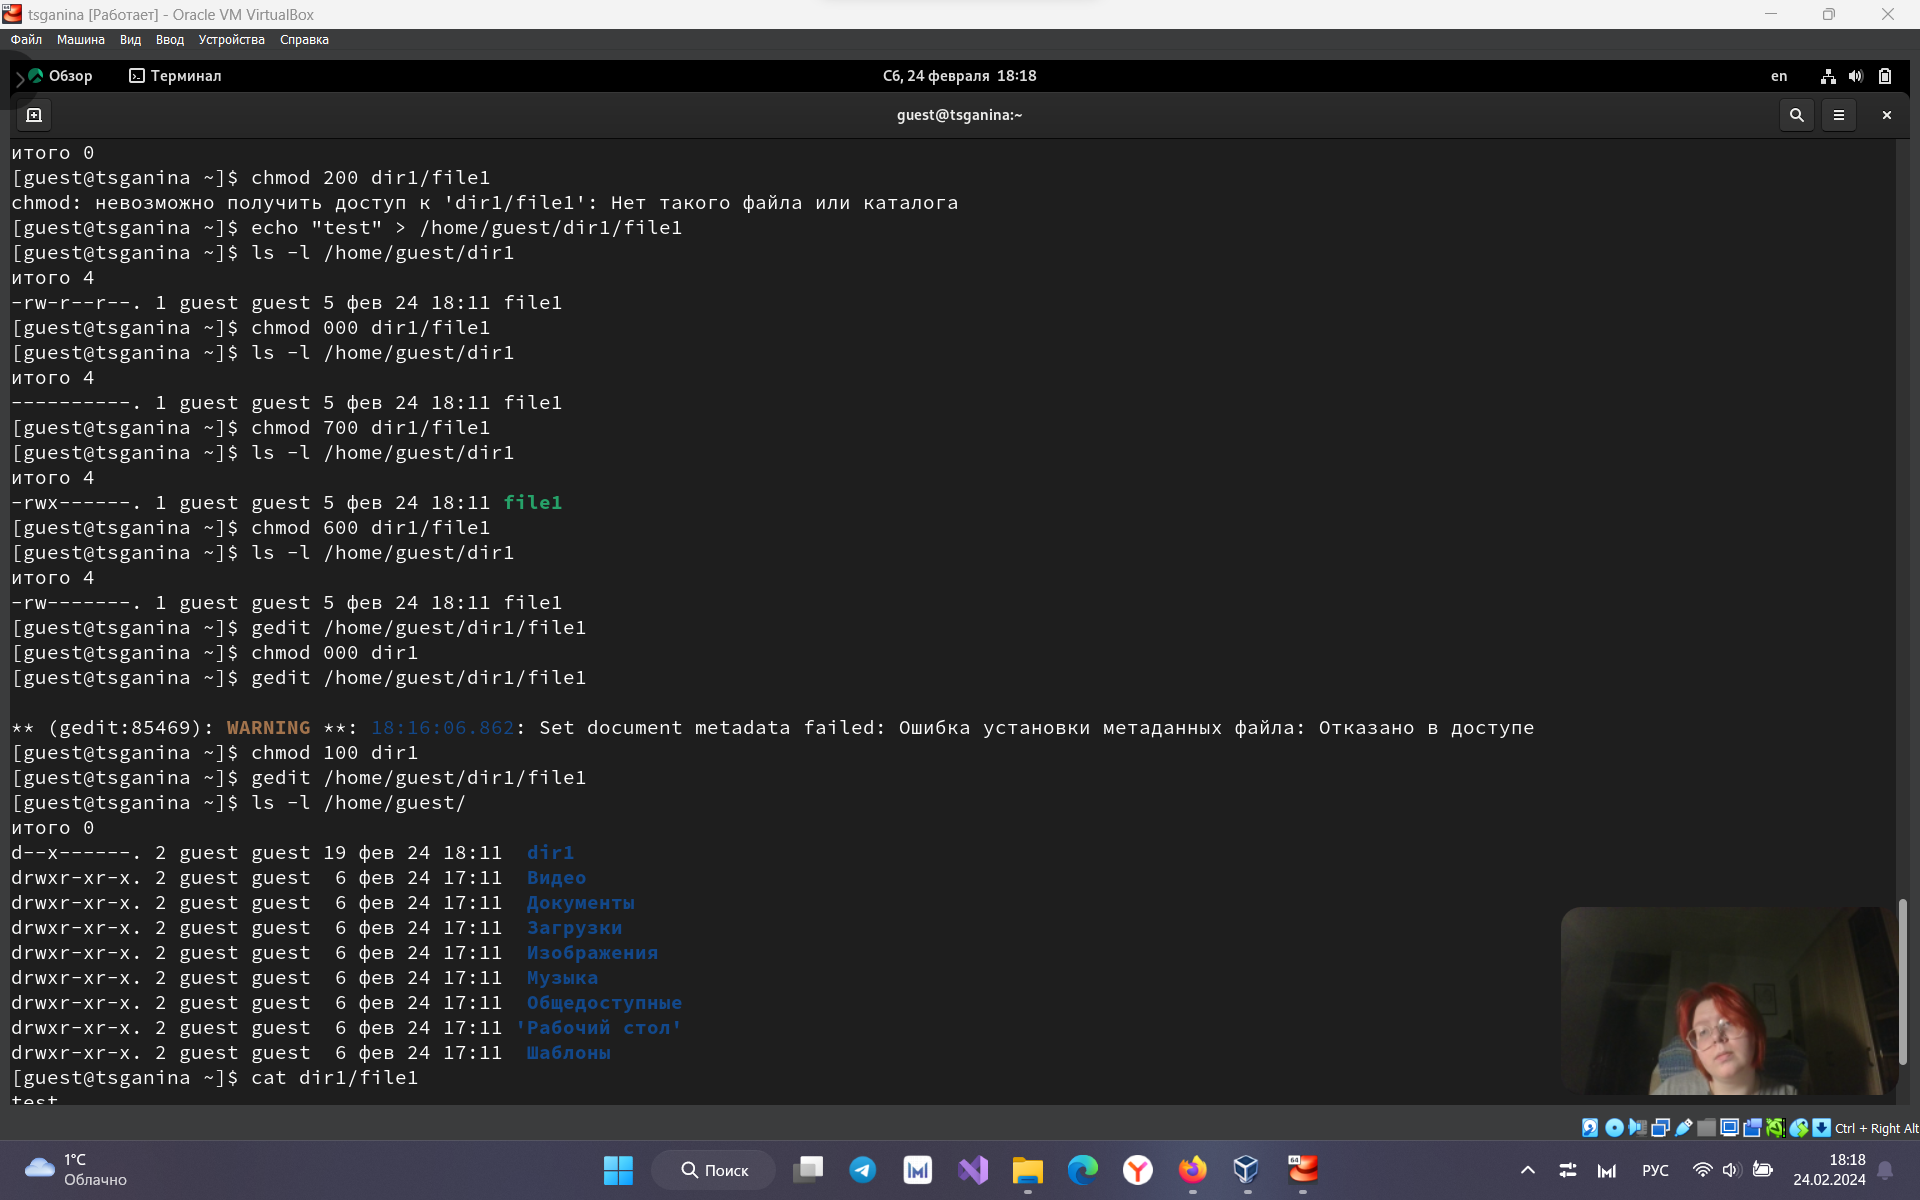 tsganina [Работает] - Oracle VM VirtualBox
Файл Машина Вид Ввод Устройства Справка
Обзор Терминал Сб, 24 февраля 18:18 en
guest@tsganina:~
итого 0
[guest@tsganina ~]$ chmod 200 dir1/file1
chmod: невозможно получить доступ к 'dir1/file1': Нет такого файла или каталога
[guest@tsganina ~]$ echo "test" > /home/guest/dir1/file1
[guest@tsganina ~]$ ls -l /home/guest/dir1
итого 4
-rw-r--r--. 1 guest guest 5 фев 24 18:11 file1
[guest@tsganina ~]$ chmod 000 dir1/file1
[guest@tsganina ~]$ ls -l /home/guest/dir1
итого 4
----------. 1 guest guest 5 фев 24 18:11 file1
[guest@tsganina ~]$ chmod 700 dir1/file1
[guest@tsganina ~]$ ls -l /home/guest/dir1
итого 4
-rwx------. 1 guest guest 5 фев 24 18:11 file1
[guest@tsganina ~]$ chmod 600 dir1/file1
[guest@tsganina ~]$ ls -l /home/guest/dir1
итого 4
-rw-------. 1 guest guest 5 фев 24 18:11 file1
[guest@tsganina ~]$ gedit /home/guest/dir1/file1
[guest@tsganina ~]$ chmod 000 dir1
[guest@tsganina ~]$ gedit /home/guest/dir1/file1
** (gedit:85469): WARNING **: 18:16:06.862: Set document metadata failed: Ошибка установки метаданных файла: Отказано в доступе
[guest@tsganina ~]$ chmod 100 dir1
[guest@tsganina ~]$ gedit /home/guest/dir1/file1
[guest@tsganina ~]$ ls -l /home/guest/
итого 0
d--x------. 2 guest guest 19 фев 24 18:11  dir1
drwxr-xr-x. 2 guest guest  6 фев 24 17:11  Видео
drwxr-xr-x. 2 guest guest  6 фев 24 17:11  Документы
drwxr-xr-x. 2 guest guest  6 фев 24 17:11  Загрузки
drwxr-xr-x. 2 guest guest  6 фев 24 17:11  Изображения
drwxr-xr-x. 2 guest guest  6 фев 24 17:11  Музыка
drwxr-xr-x. 2 guest guest  6 фев 24 17:11  Общедоступные
drwxr-xr-x. 2 guest guest  6 фев 24 17:11 'Рабочий стол'
drwxr-xr-x. 2 guest guest  6 фев 24 17:11  Шаблоны
[guest@tsganina ~]$ cat dir1/file1
test
Ctrl + Right Alt
1°C
Облачно
Поиск
РУС
18:18
24.02.2024